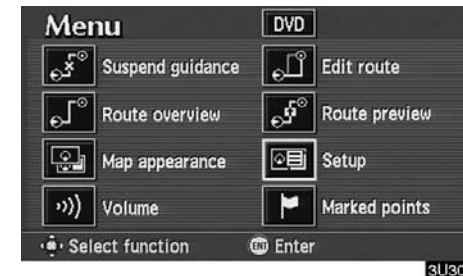 Menu DVD
Suspend guidance Edit route
Route overview Route preview
Map appearance Setup
Volume Marked points
Select function ENT Enter